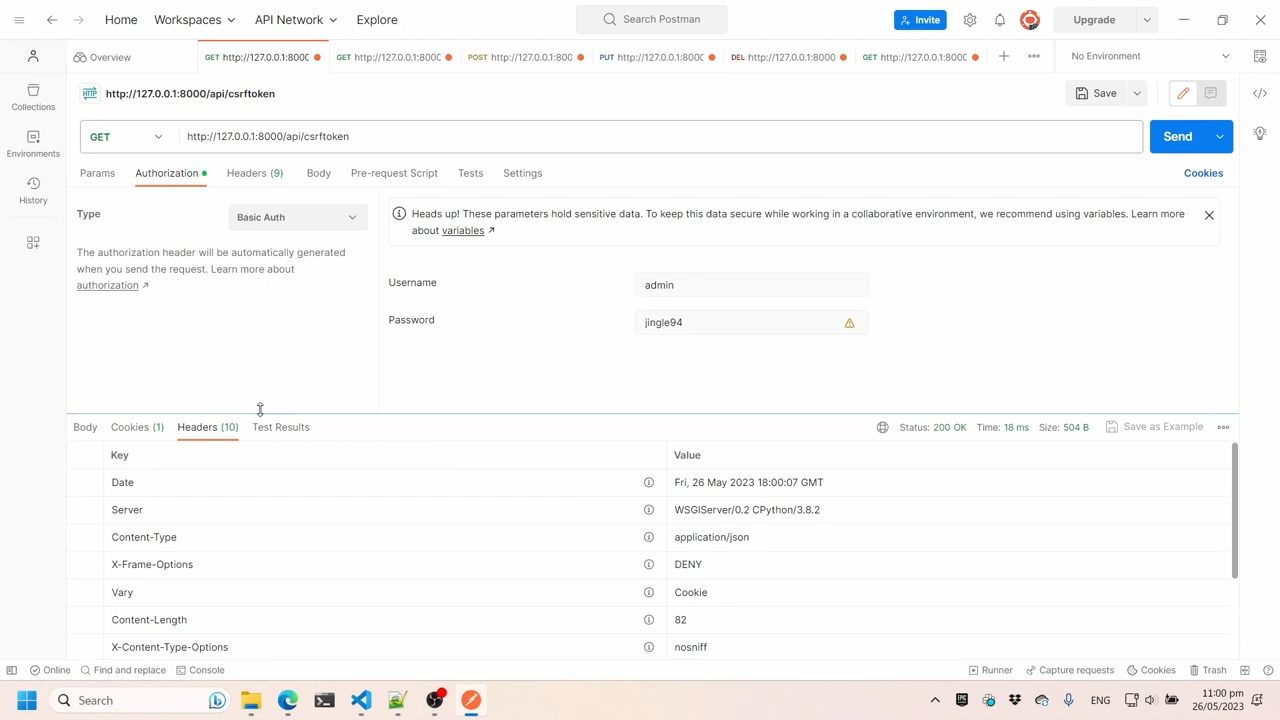 Home Workspaces API Network Explore Search Postman Invite Upgrade
Overview GET http://127.0.0.1:8000 GET http://127.0.0.1:8000 POST http://127.0.0.1:8000 PUT http://127.0.0.1:8000 DEL http://127.0.0.1:8000 GET http://127.0.0.1:8000 No Environment
HTTP http://127.0.0.1:8000/api/csrftoken Save
GET http://127.0.0.1:8000/api/csrftoken Send
Params Authorization Headers (9) Body Pre-request Script Tests Settings Cookies
Collections
Environments
History
Type Basic Auth
The authorization header will be automatically generated
when you send the request. Learn more about
authorization ↗
Heads up! These parameters hold sensitive data. To keep this data secure while working in a collaborative environment, we recommend using variables. Learn more
about variables ↗
Username admin
Password jingle94
Body Cookies (1) Headers (10) Test Results Status: 200 OK Time: 18 ms Size: 504 B Save as Example
Key Value
Date Fri, 26 May 2023 18:00:07 GMT
Server WSGIServer/0.2 CPython/3.8.2
Content-Type application/json
X-Frame-Options DENY
Vary Cookie
Content-Length 82
X-Content-Type-Options nosniff
Online Find and replace Console Runner Capture requests Cookies Trash
Search ENG 11:00 pm
26/05/2023